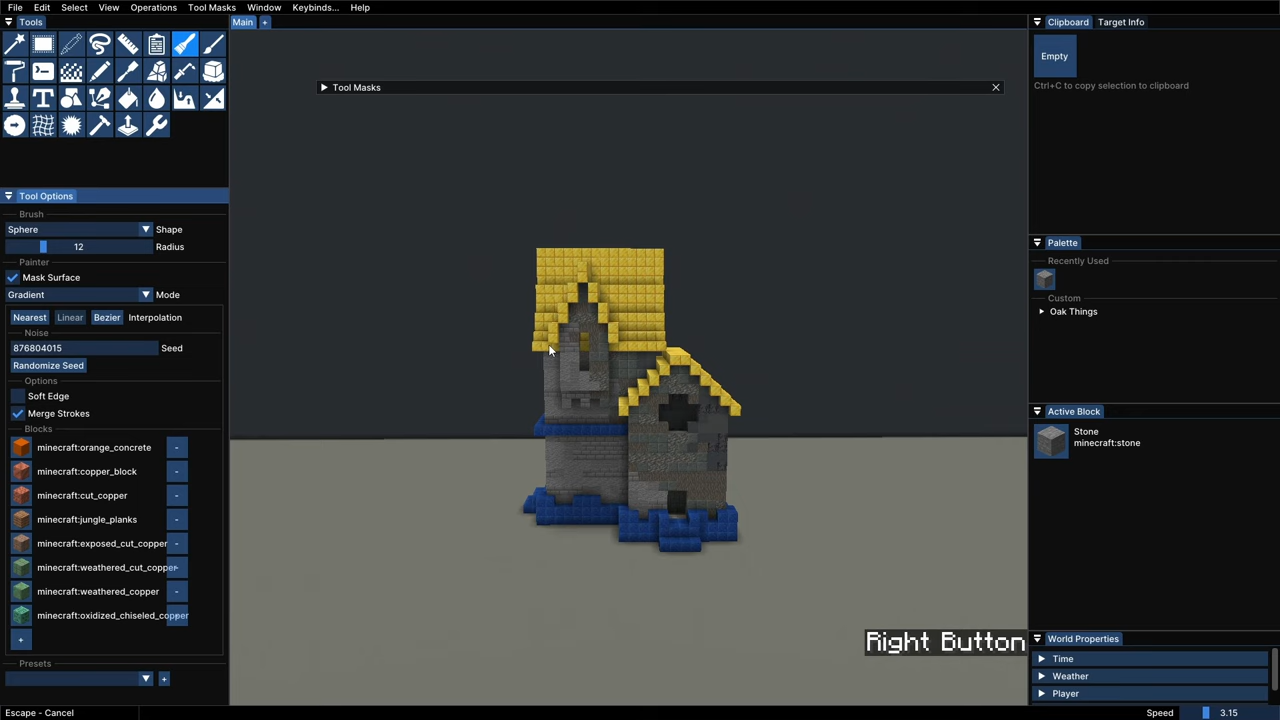 File Edit Select View Operations Tool Masks Window Keybinds... Help
Tools
Main +
Clipboard Target Info
Empty
Ctrl+C to copy selection to clipboard
Tool Masks
Tool Options
Brush
Sphere Shape
12 Radius
Painter
Mask Surface
Gradient Mode
Nearest Linear Bezier Interpolation
Noise
876804015 Seed
Randomize Seed
Options
Soft Edge
Merge Strokes
Blocks
minecraft:orange_concrete -
minecraft:copper_block -
minecraft:cut_copper -
minecraft:jungle_planks -
minecraft:exposed_cut_copper -
minecraft:weathered_cut_copper -
minecraft:weathered_copper -
minecraft:oxidized_chiseled_copper
+
Presets
+
Escape - Cancel
Palette
Recently Used
Custom
Oak Things
Active Block
Stone
minecraft:stone
Right Button
World Properties
Time
Weather
Player
Speed 3.15